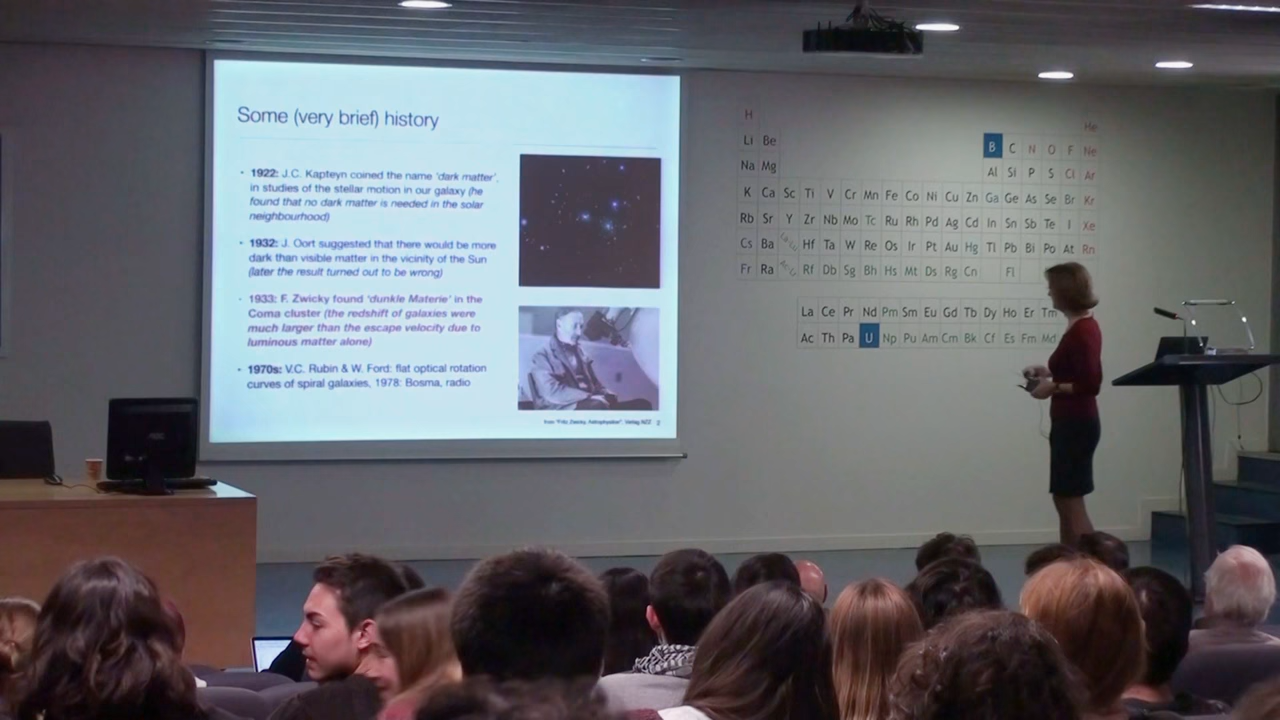 Some (very brief) history
• 1922: J.C. Kapteyn coined the name 'dark matter',
in studies of the stellar motion in our galaxy (he
found that no dark matter is needed in the solar
neighbourhood)
• 1932: J. Oort suggested that there would be more
dark than visible matter in the vicinity of the Sun
(later the result turned out to be wrong)
• 1933: F. Zwicky found 'dunkle Materie' in the
Coma cluster (the redshift of galaxies were
much larger than the escape velocity due to
luminous matter alone)
• 1970s: V.C. Rubin & W. Ford: flat optical rotation
curves of spiral galaxies, 1978: Bosma, radio
from "Fritz Zwicky, Astrophysiker", Verlag NZZ 2
H He
Li Be B C N O F Ne
Na Mg Al Si P S Cl Ar
K Ca Sc Ti V Cr Mn Fe Co Ni Cu Zn Ga Ge As Se Br Kr
Rb Sr Y Zr Nb Mo Tc Ru Rh Pd Ag Cd In Sn Sb Te I Xe
Cs Ba Hf Ta W Re Os Ir Pt Au Hg Tl Pb Bi Po At Rn
Fr Ra Rf Db Sg Bh Hs Mt Ds Rg Cn Fl
La Ce Pr Nd Pm Sm Eu Gd Tb Dy Ho Er Tm
Ac Th Pa U Np Pu Am Cm Bk Cf Es Fm Md